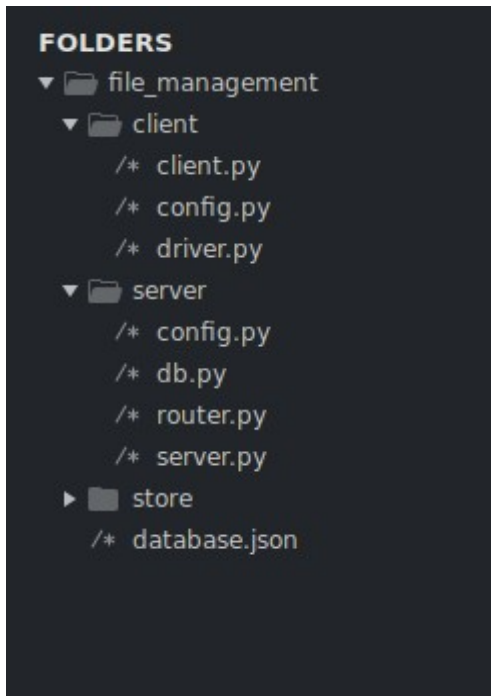 FOLDERS
file_management
client
/* client.py
/* config.py
/* driver.py
server
/* config.py
/* db.py
/* router.py
/* server.py
store
/* database.json